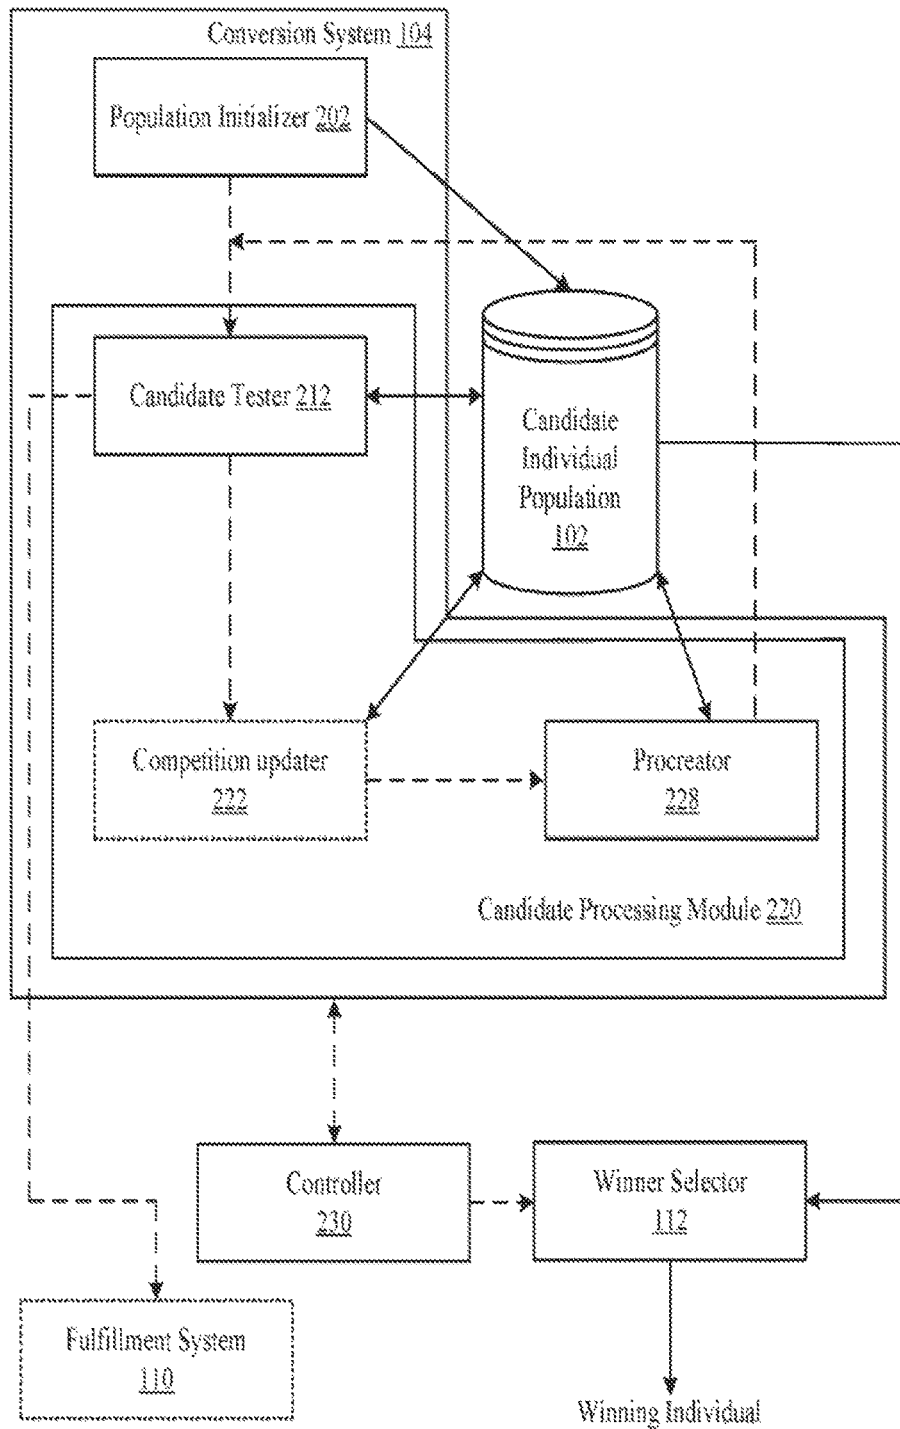 Conversion System 104
Population Initializer 202
Candidate Tester 212
Candidate
Individual
Population
102
Competition updater
222
Procreator
228
Candidate Processing Module 220
Controller
230
Winner Selector
112
Fulfillment System
110
Winning Individual